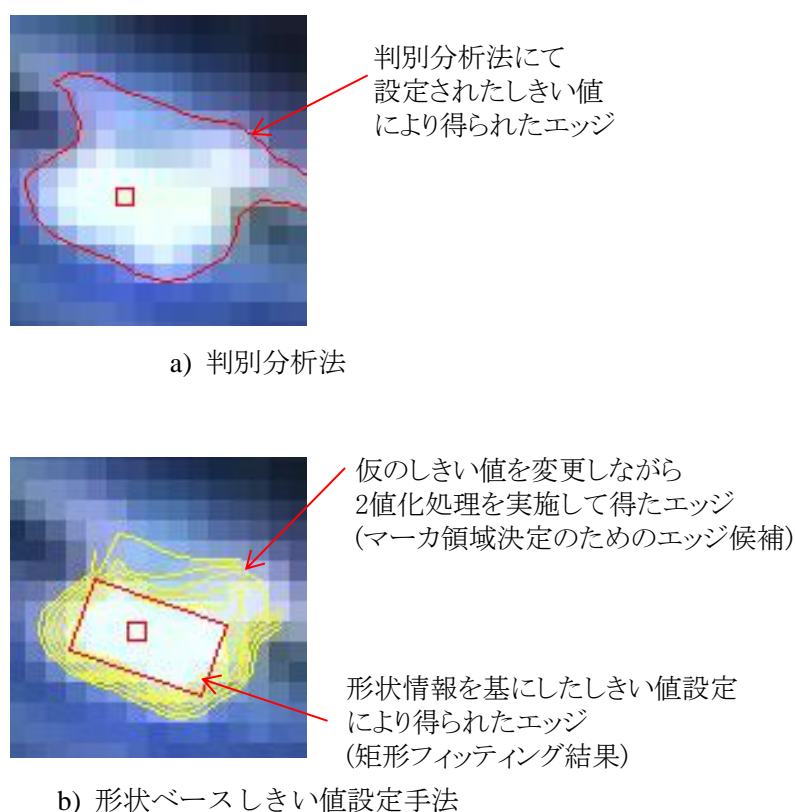 判別分析法にて
設定されたしきい値
により得られたエッジ
a) 判別分析法
仮のしきい値を変更しながら
2値化処理を実施して得たエッジ
(マーカ領域決定のためのエッジ候補)
形状情報を基にしたしきい値設定
により得られたエッジ
(矩形フィッティング結果)
b) 形状ベースしきい値設定手法